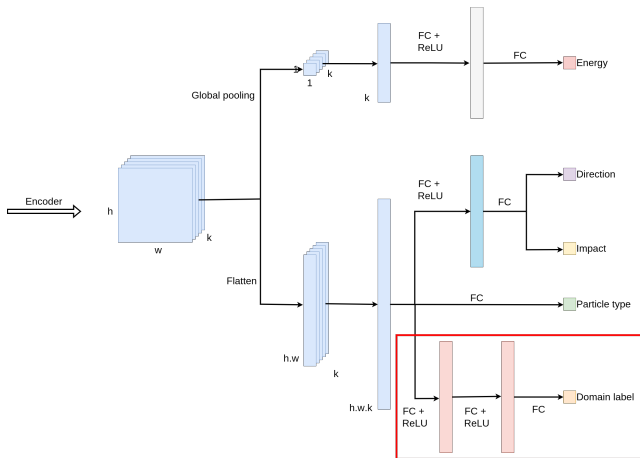 FC +
ReLU
FC
Energy
1
1
k
k
Global pooling
Encoder
h
w
k
Flatten
FC +
ReLU
FC
Direction
Impact
FC
Particle type
h.w
k
h.w.k
FC +
ReLU
FC +
ReLU
FC
Domain label